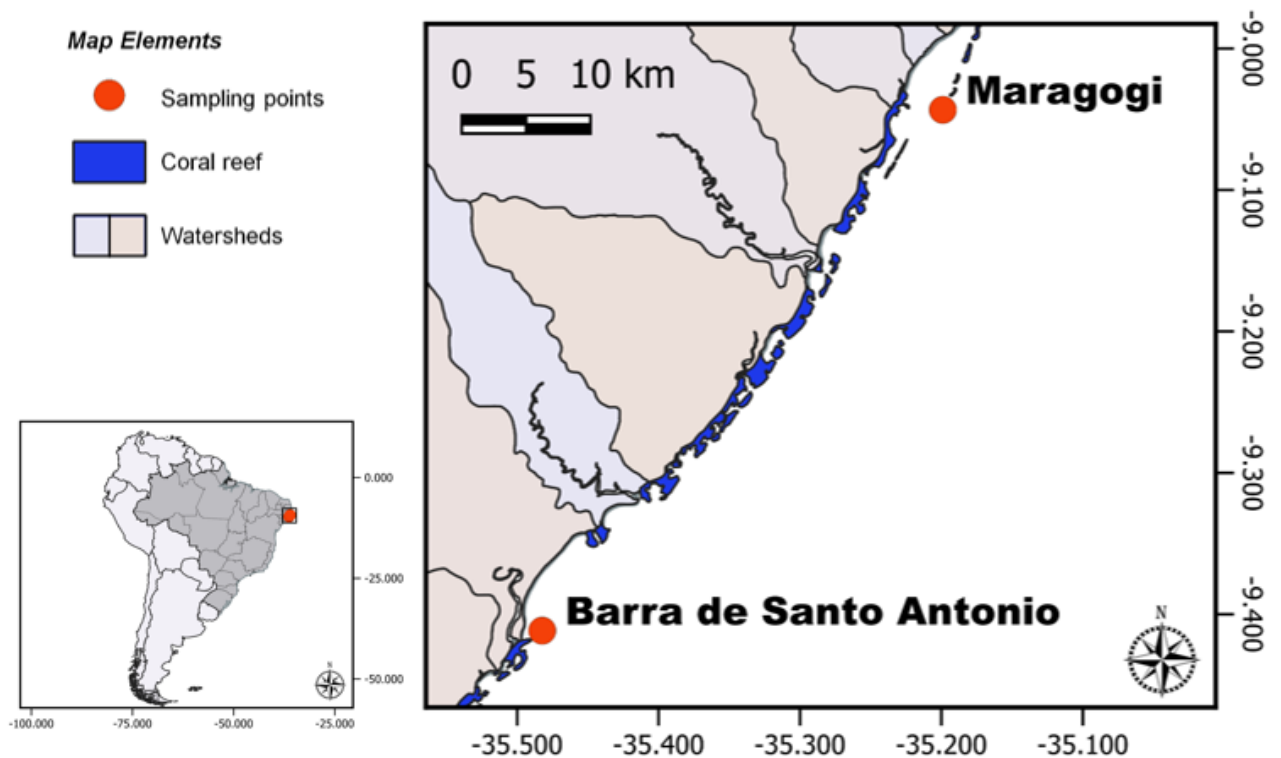 Map Elements
Sampling points
Coral reef
Watersheds
0 5 10 km
Maragogi
Barra de Santo Antonio
N
-9.000
-9.100
-9.200
-9.300
-9.400
-35.500 -35.400 -35.300 -35.200 -35.100
0.000
-25.000
-50.000
N
-100.000 -75.000 -50.000 -25.000